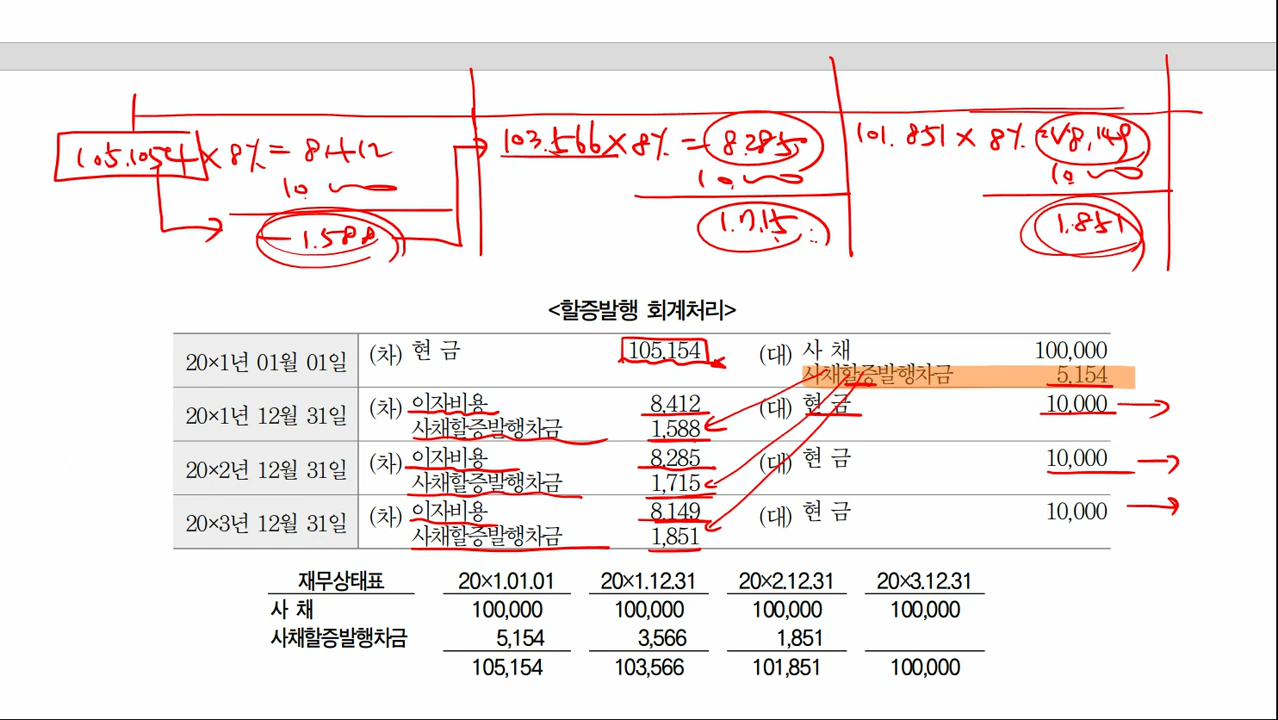 105.1054 × 8% = 8412
103.566 × 8% = 8.285
101.851 × 8% 8.149
10.
10.
10.
1.588
1.715
1.851
<할증발행 회계처리>
20×1년 01월 01일 (차) 현 금 105,154 (대) 사 채 100,000
사채할증발행차금 5,154
20×1년 12월 31일 (차) 이자비용 8,412 (대) 현 금 10,000
사채할증발행차금 1,588
20×2년 12월 31일 (차) 이자비용 8,285 (대) 현 금 10,000
사채할증발행차금 1,715
20×3년 12월 31일 (차) 이자비용 8,149 (대) 현 금 10,000
사채할증발행차금 1,851
재무상태표 20×1.01.01 20×1.12.31 20×2.12.31 20×3.12.31
사 채 100,000 100,000 100,000 100,000
사채할증발행차금 5,154 3,566 1,851
105,154 103,566 101,851 100,000